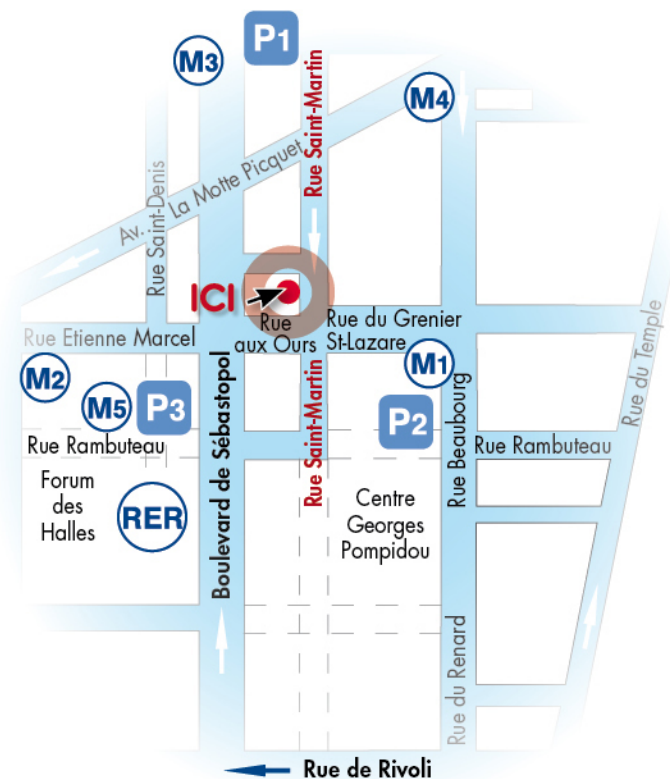 P1
M3
M4
Rue Saint-Martin
Rue Saint-Denis
Av. La Motte Picquet
ICI
Rue
aux Ours
Rue du Grenier
St-Lazare
Rue Etienne Marcel
Rue du Temple
M2
M1
M5
P3
P2
Boulevard de Sébastopol
Rue Saint-Martin
Rue Beaubourg
Rue Rambuteau
Rue Rambuteau
Forum
des
Halles
RER
Centre
Georges
Pompidou
Rue du Renard
Rue de Rivoli